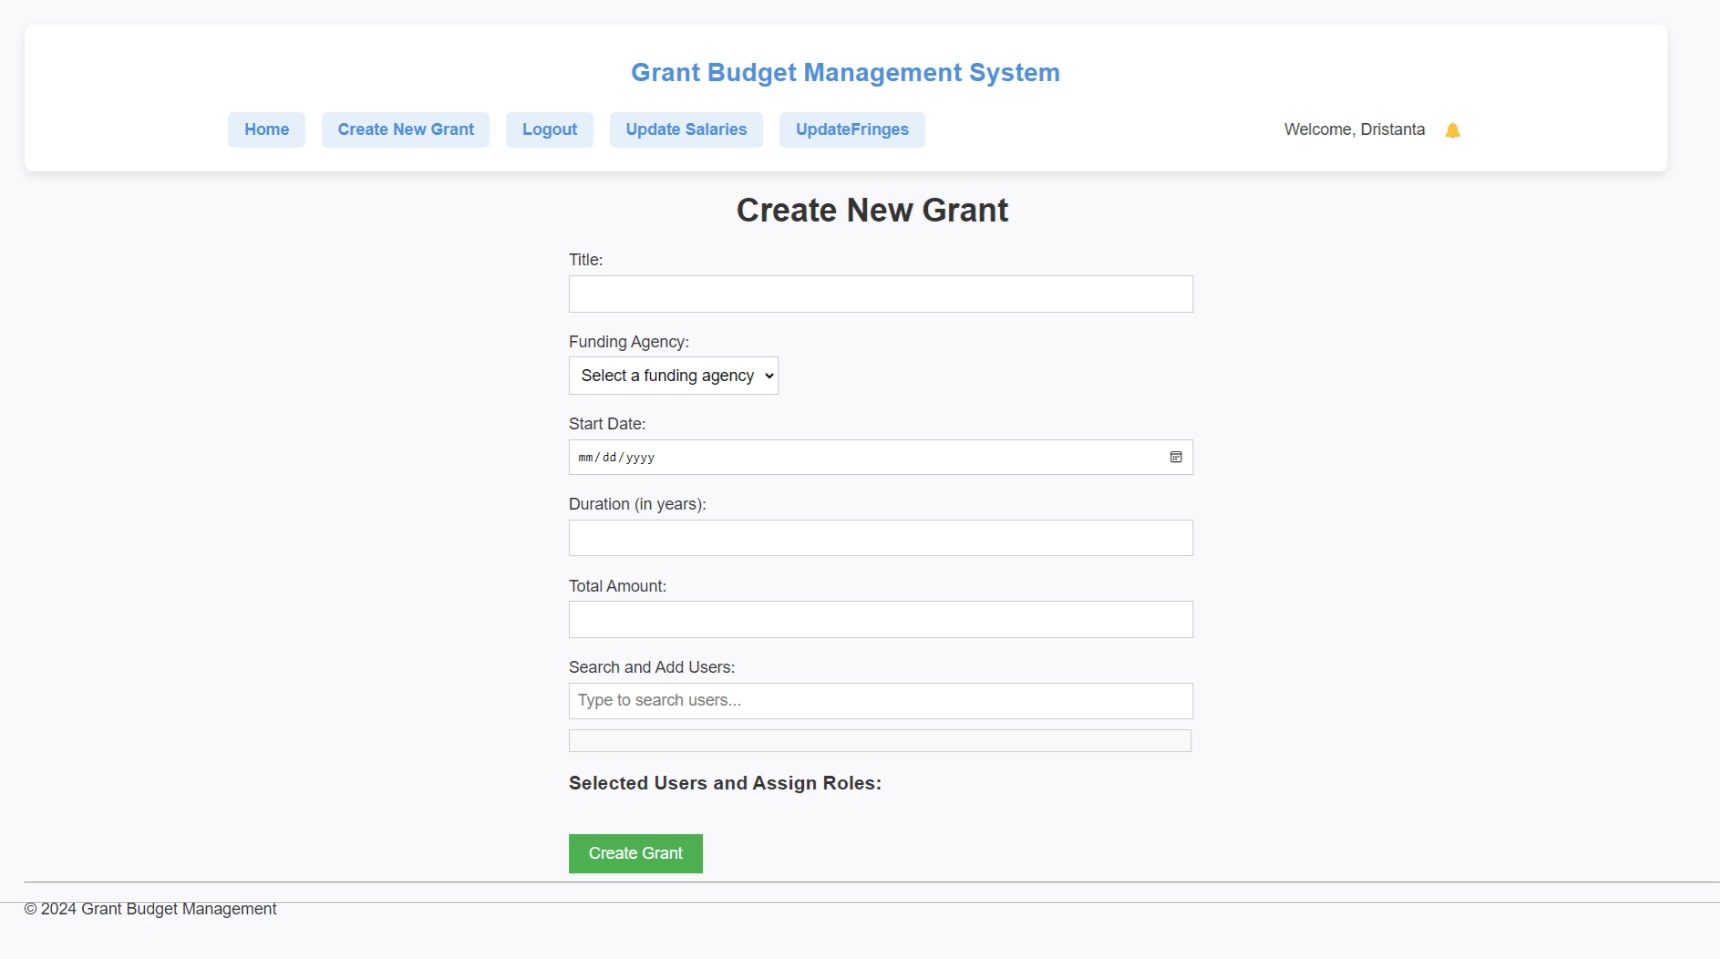 Grant Budget Management System
Home Create New Grant Logout Update Salaries UpdateFringes Welcome, Dristanta
Create New Grant
Title:
Funding Agency:
Select a funding agency
Start Date:
mm/dd/yyyy
Duration (in years):
Total Amount:
Search and Add Users:
Type to search users...
Selected Users and Assign Roles:
Create Grant
© 2024 Grant Budget Management